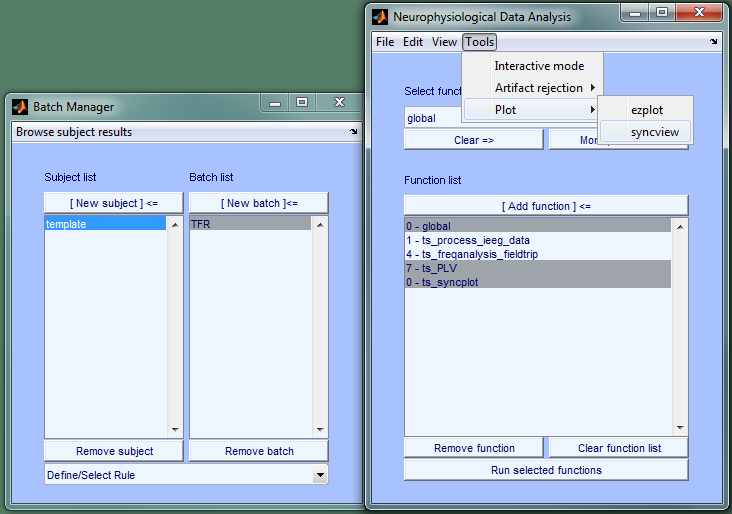 Batch Manager
Browse subject results
Subject list
Batch list
[ New subject ] <=
[ New batch ]<=
template
TFR
Remove subject
Remove batch
Define/Select Rule
Neurophysiological Data Analysis
File Edit View Tools
Interactive mode
Artifact rejection
Plot
ezplot
syncview
Select func
global
Clear =>
Function list
[ Add function ] <=
0 - global
1 - ts_process_ieeg_data
4 - ts_freqanalysis_fieldtrip
7 - ts_PLV
0 - ts_syncplot
Remove function
Clear function list
Run selected functions